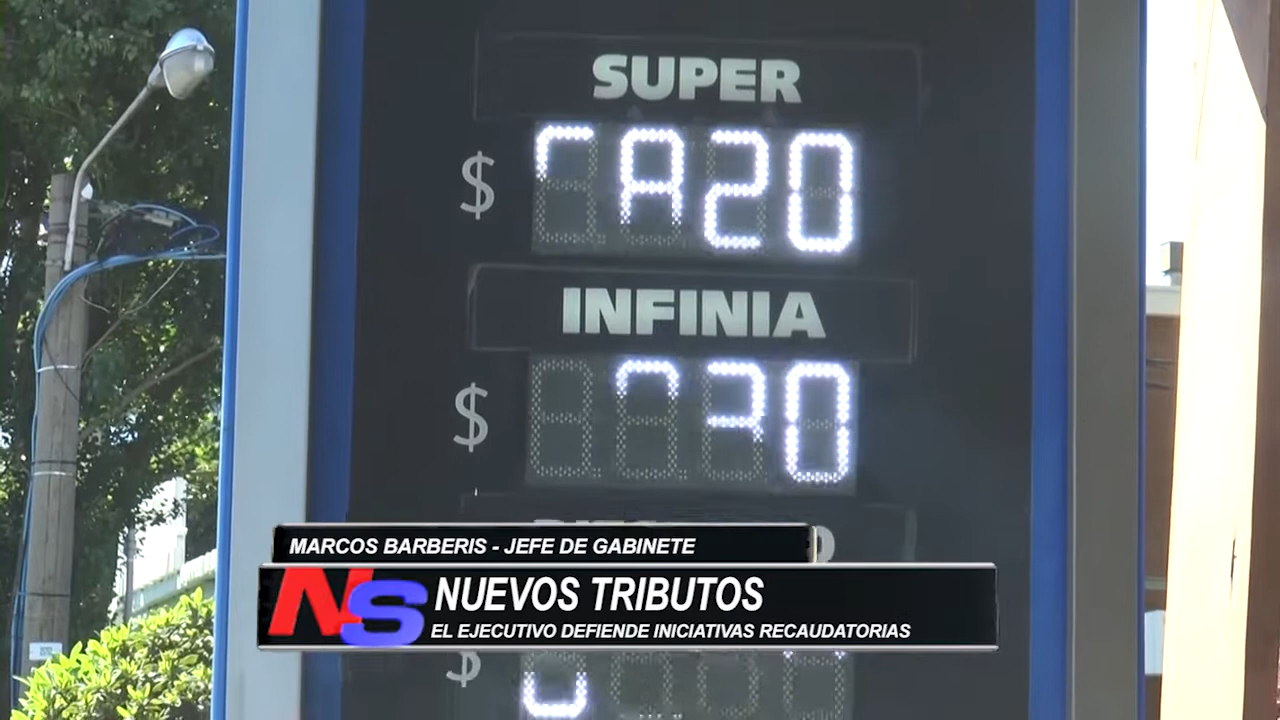 SUPER
$
INFINIA
$
MARCOS BARBERIS - JEFE DE GABINETE
NS NUEVOS TRIBUTOS
EL EJECUTIVO DEFIENDE INICIATIVAS RECAUDATORIAS
$